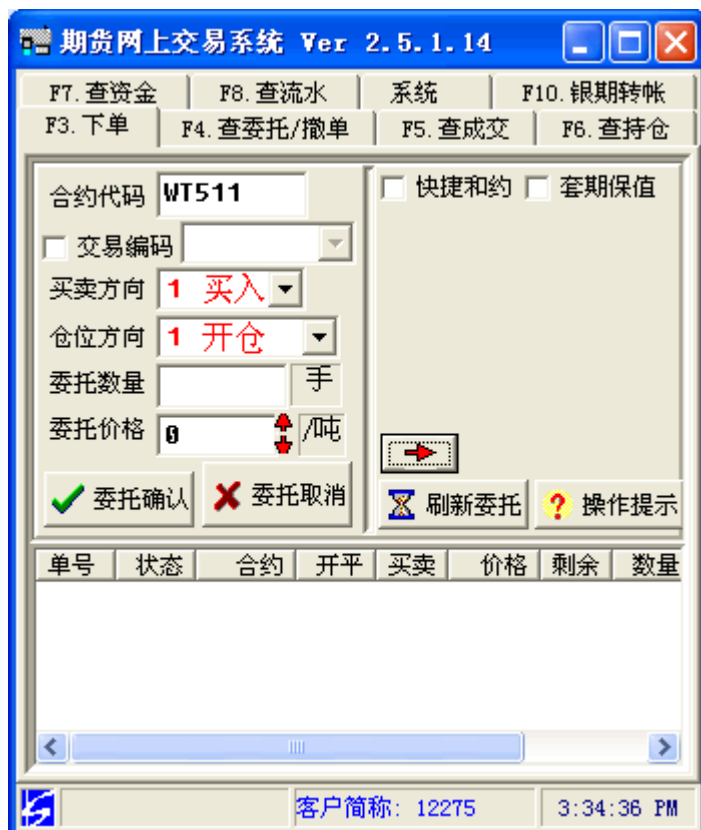 期货网上交易系统 Ver 2.5.1.14
F7.查资金 F8.查流水 系统 F10.银期转帐
F3.下单 F4.查委托/撤单 F5.查成交 F6.查持仓
合约代码 WT511 快捷和约 套期保值
交易编码
买卖方向 1 买入
仓位方向 1 开仓
委托数量 手
委托价格 0 /吨
委托确认 委托取消 刷新委托 操作提示
单号 状态 合约 开平 买卖 价格 剩余 数量
客户简称: 12275 3:34:36 PM